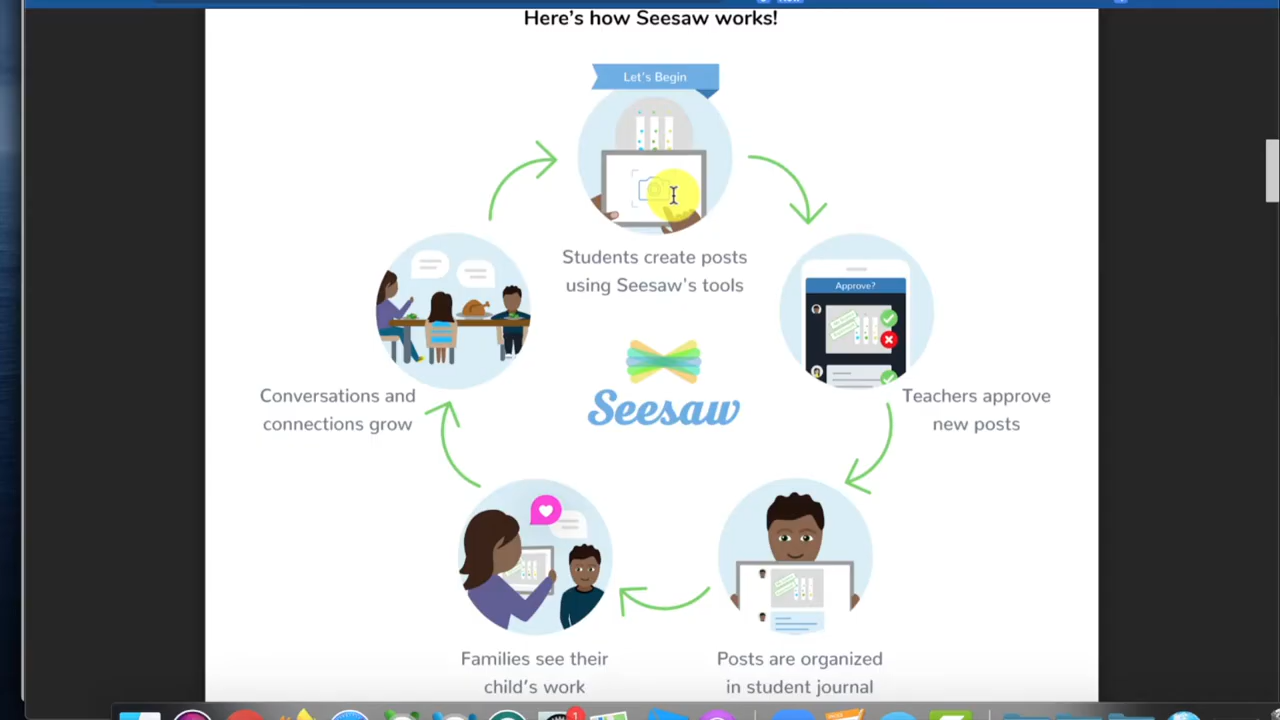 Here's how Seesaw works!
Let's Begin
Students create posts
using Seesaw's tools
Approve?
Teachers approve
new posts
Posts are organized
in student journal
Families see their
child's work
Conversations and
connections grow
Seesaw
1